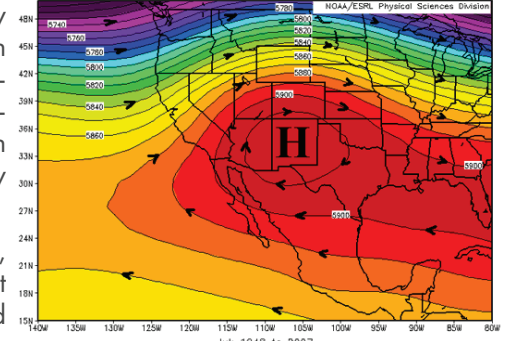 NOAA/ESRL Physical Sciences Division
48N
45N
42N
39N
36N
33N
30N
27N
24N
21N
18N
15N
140W 135W 130W 125W 120W 115W 110W 105W 100W 95W 90W 85W 80W
5740
5760
5780
5800
5820
5840
5860
5780
5800
5820
5840
5860
5880
5900
5900
5900
H